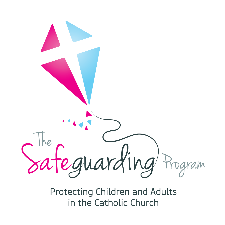 The
Safeguarding Program
Protecting Children and Adults
in the Catholic Church